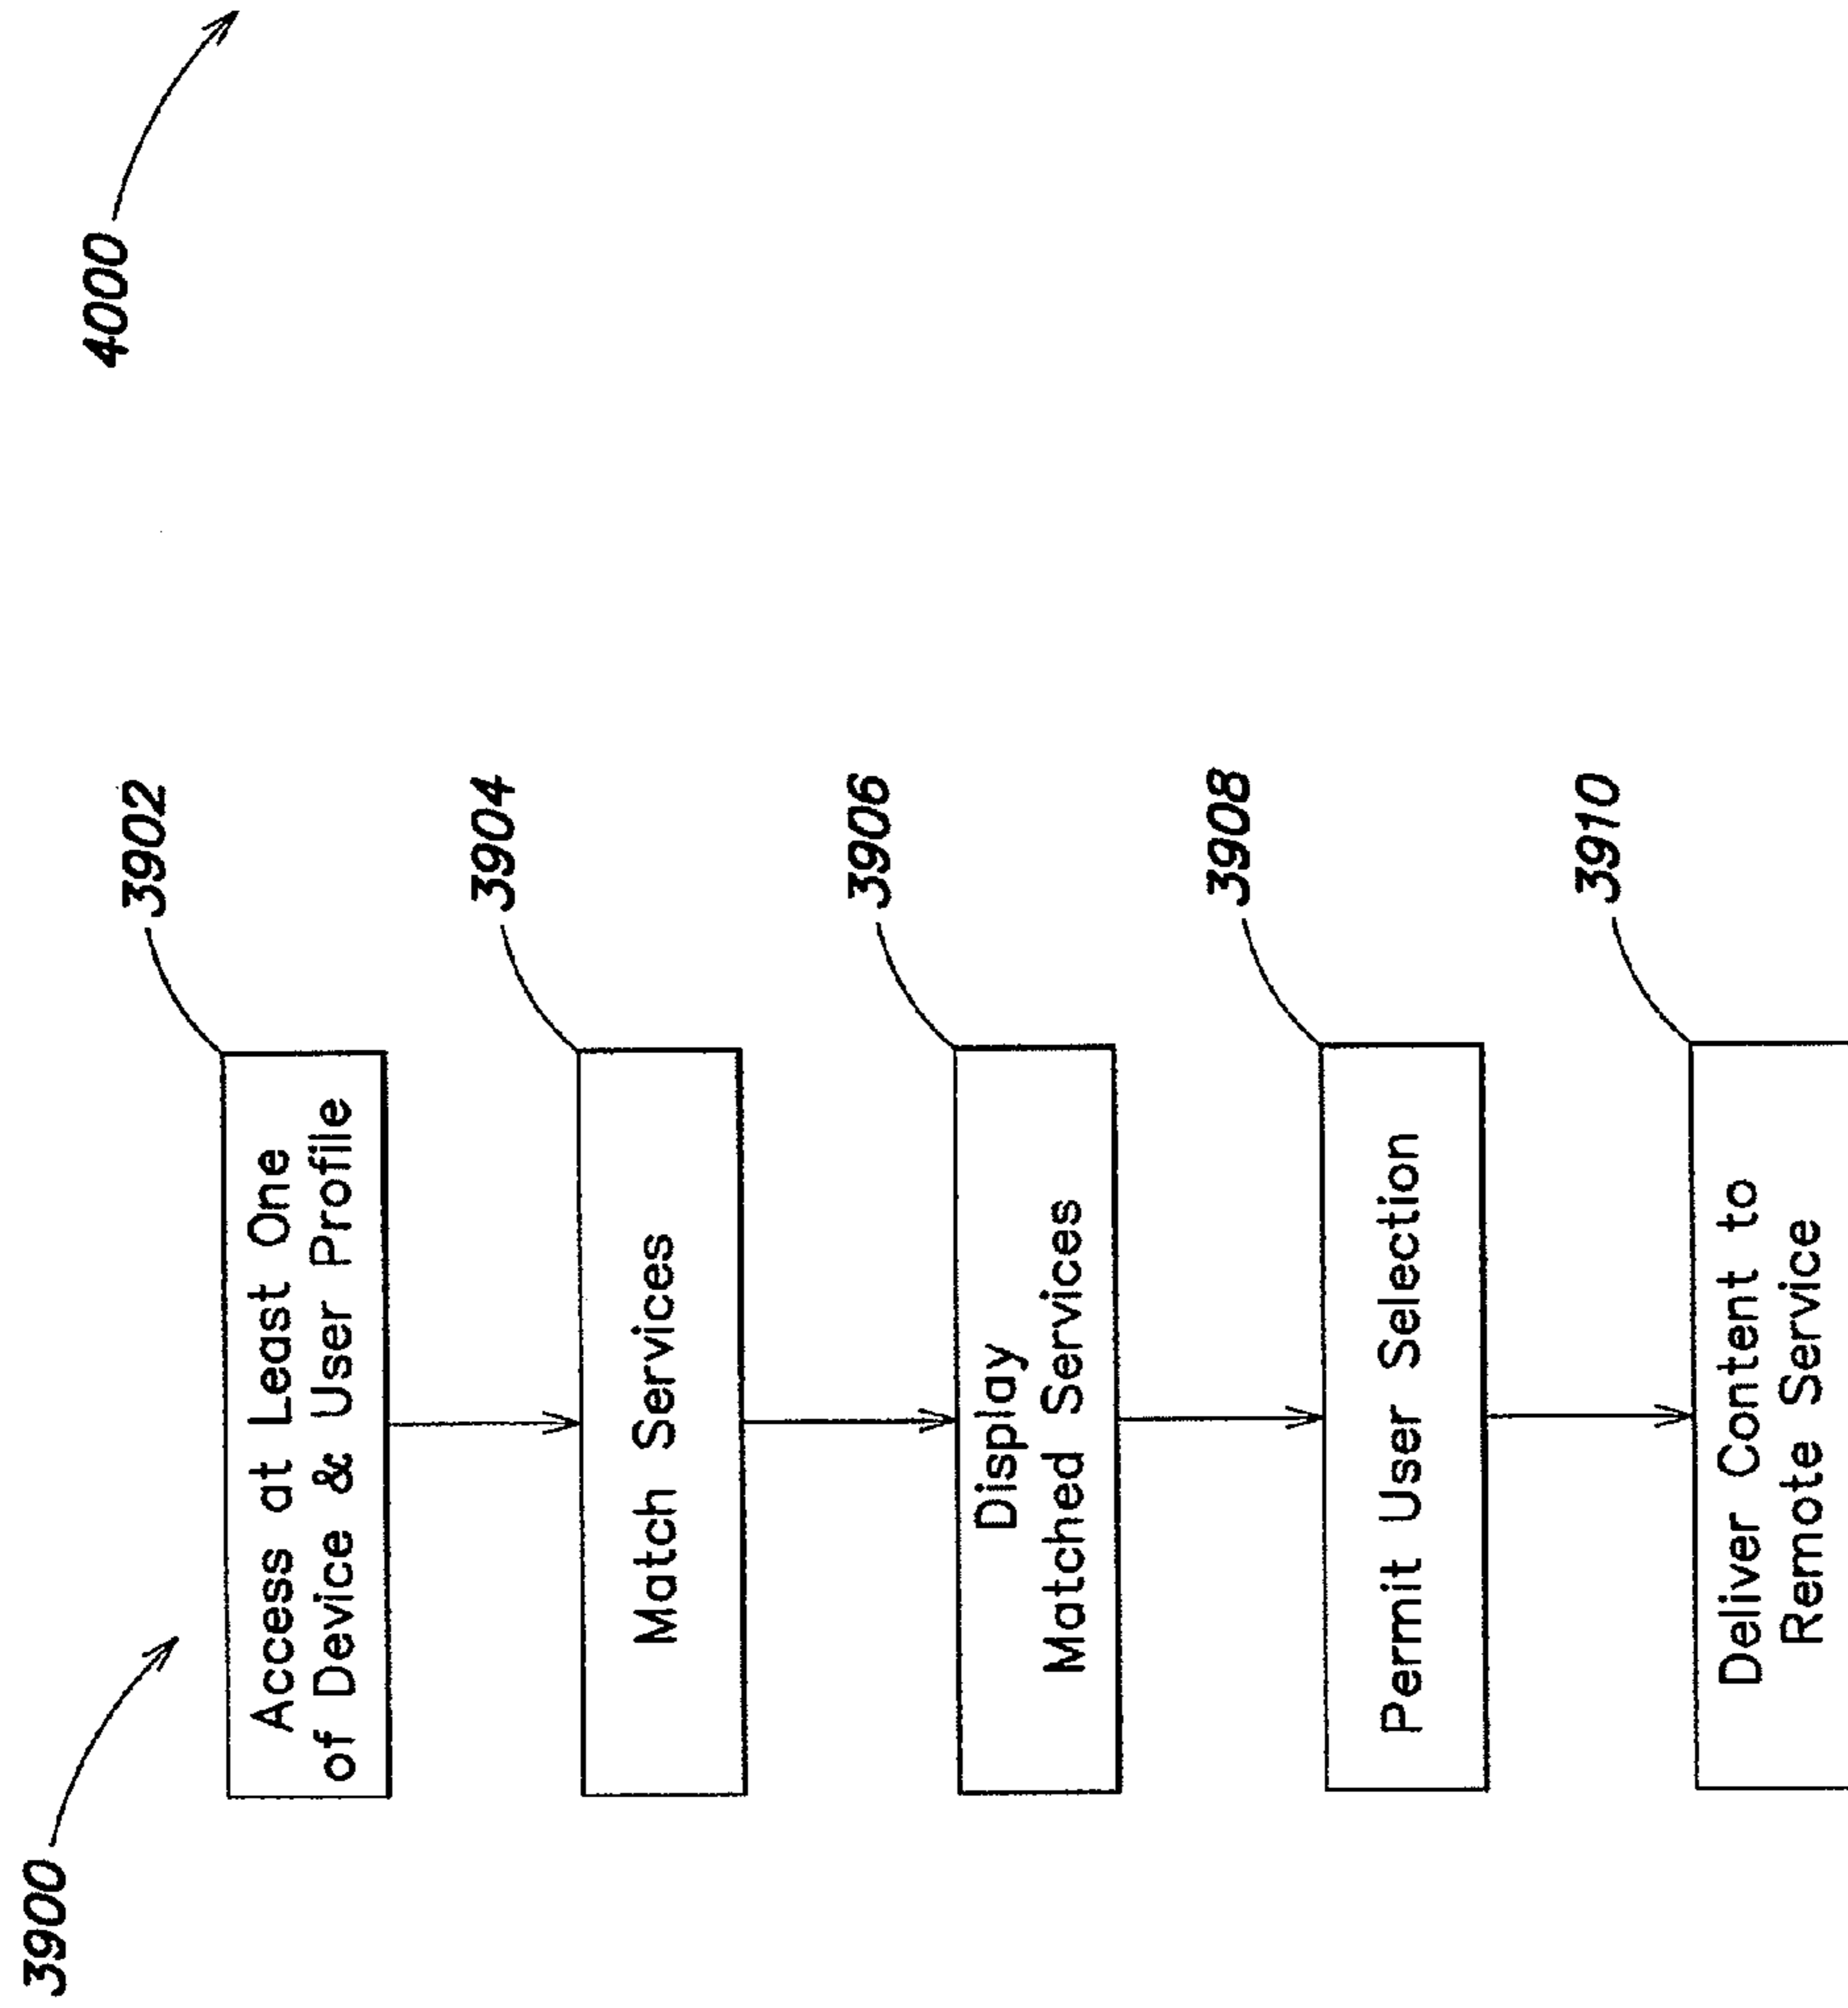 3900
3902
Access at Least One
of Device & User Profile
3904
Match Services
3906
Display
Matched Services
3908
Permit User Selection
3910
Deliver Content to
Remote Service
4000